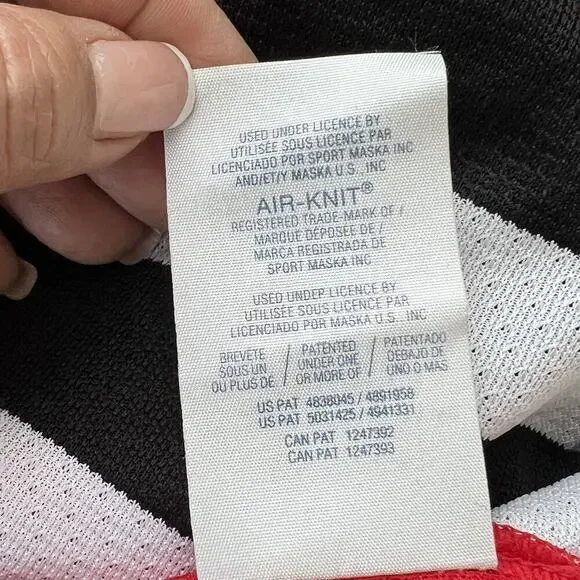 USED UNDER LICENCE BY
UTILISÉE SOUS LICENCE PAR
LICENCIADO POR SPORT MASKA INC
AND/ET/Y MASKA U.S. INC
AIR-KNIT®
REGISTERED TRADE-MARK OF /
MARQUE DÉPOSÉE DE /
MARCA REGISTRADA DE
SPORT MASKA INC
USED UNDER LICENCE BY
UTILISÉE SOUS LICENCE PAR
LICENCIADO POR MASKA U.S. INC
BREVETE / PATENTED / PATENTADO
SOUS UN / UNDER ONE / DEBAJO DE
OU PLUS DE / OR MORE OF / UNO O MAS
US PAT 4838045 / 4891958
US PAT 5031425 / 4941331
CAN PAT 1247392
CAN PAT 1247393